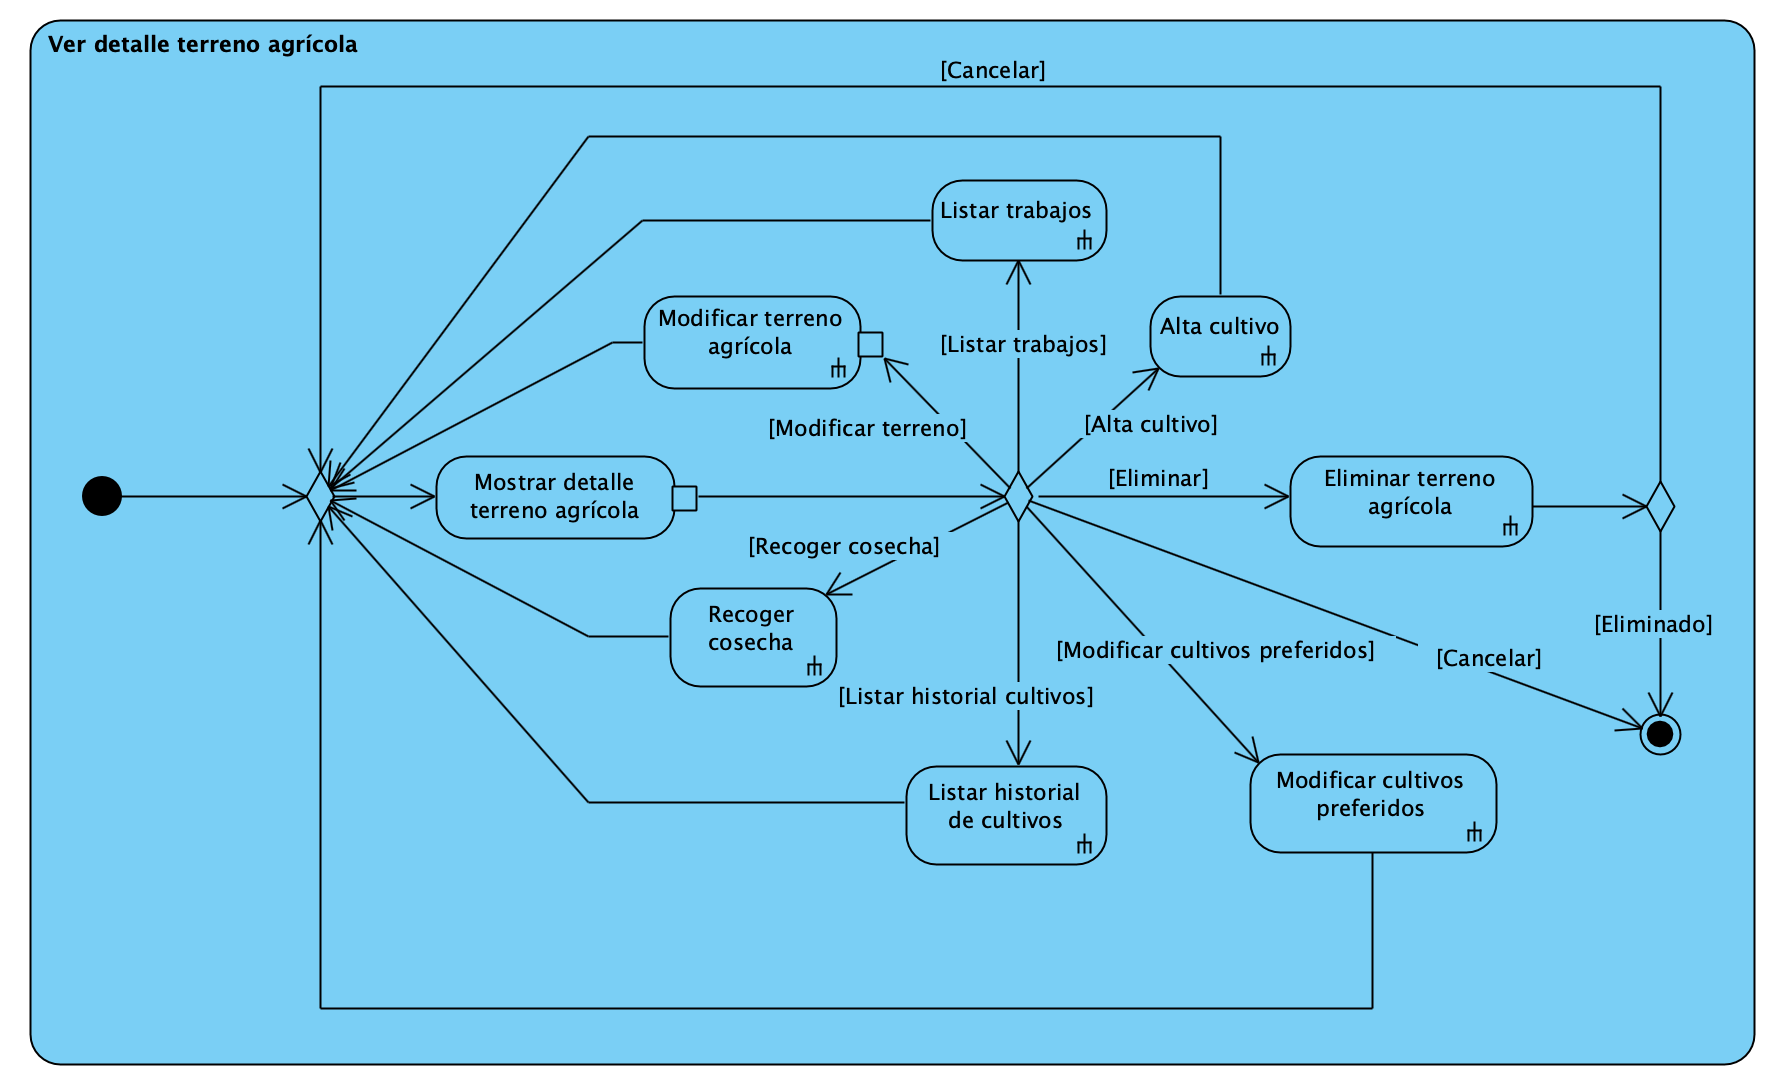 Ver detalle terreno agrícola
[Cancelar]
Listar trabajos
Modificar terreno
agrícola
[Listar trabajos]
Alta cultivo
[Modificar terreno]
[Alta cultivo]
Mostrar detalle
terreno agrícola
[Eliminar]
Eliminar terreno
agrícola
[Recoger cosecha]
Recoger
cosecha
[Eliminado]
[Modificar cultivos preferidos]
[Cancelar]
[Listar historial cultivos]
Listar historial
de cultivos
Modificar cultivos
preferidos